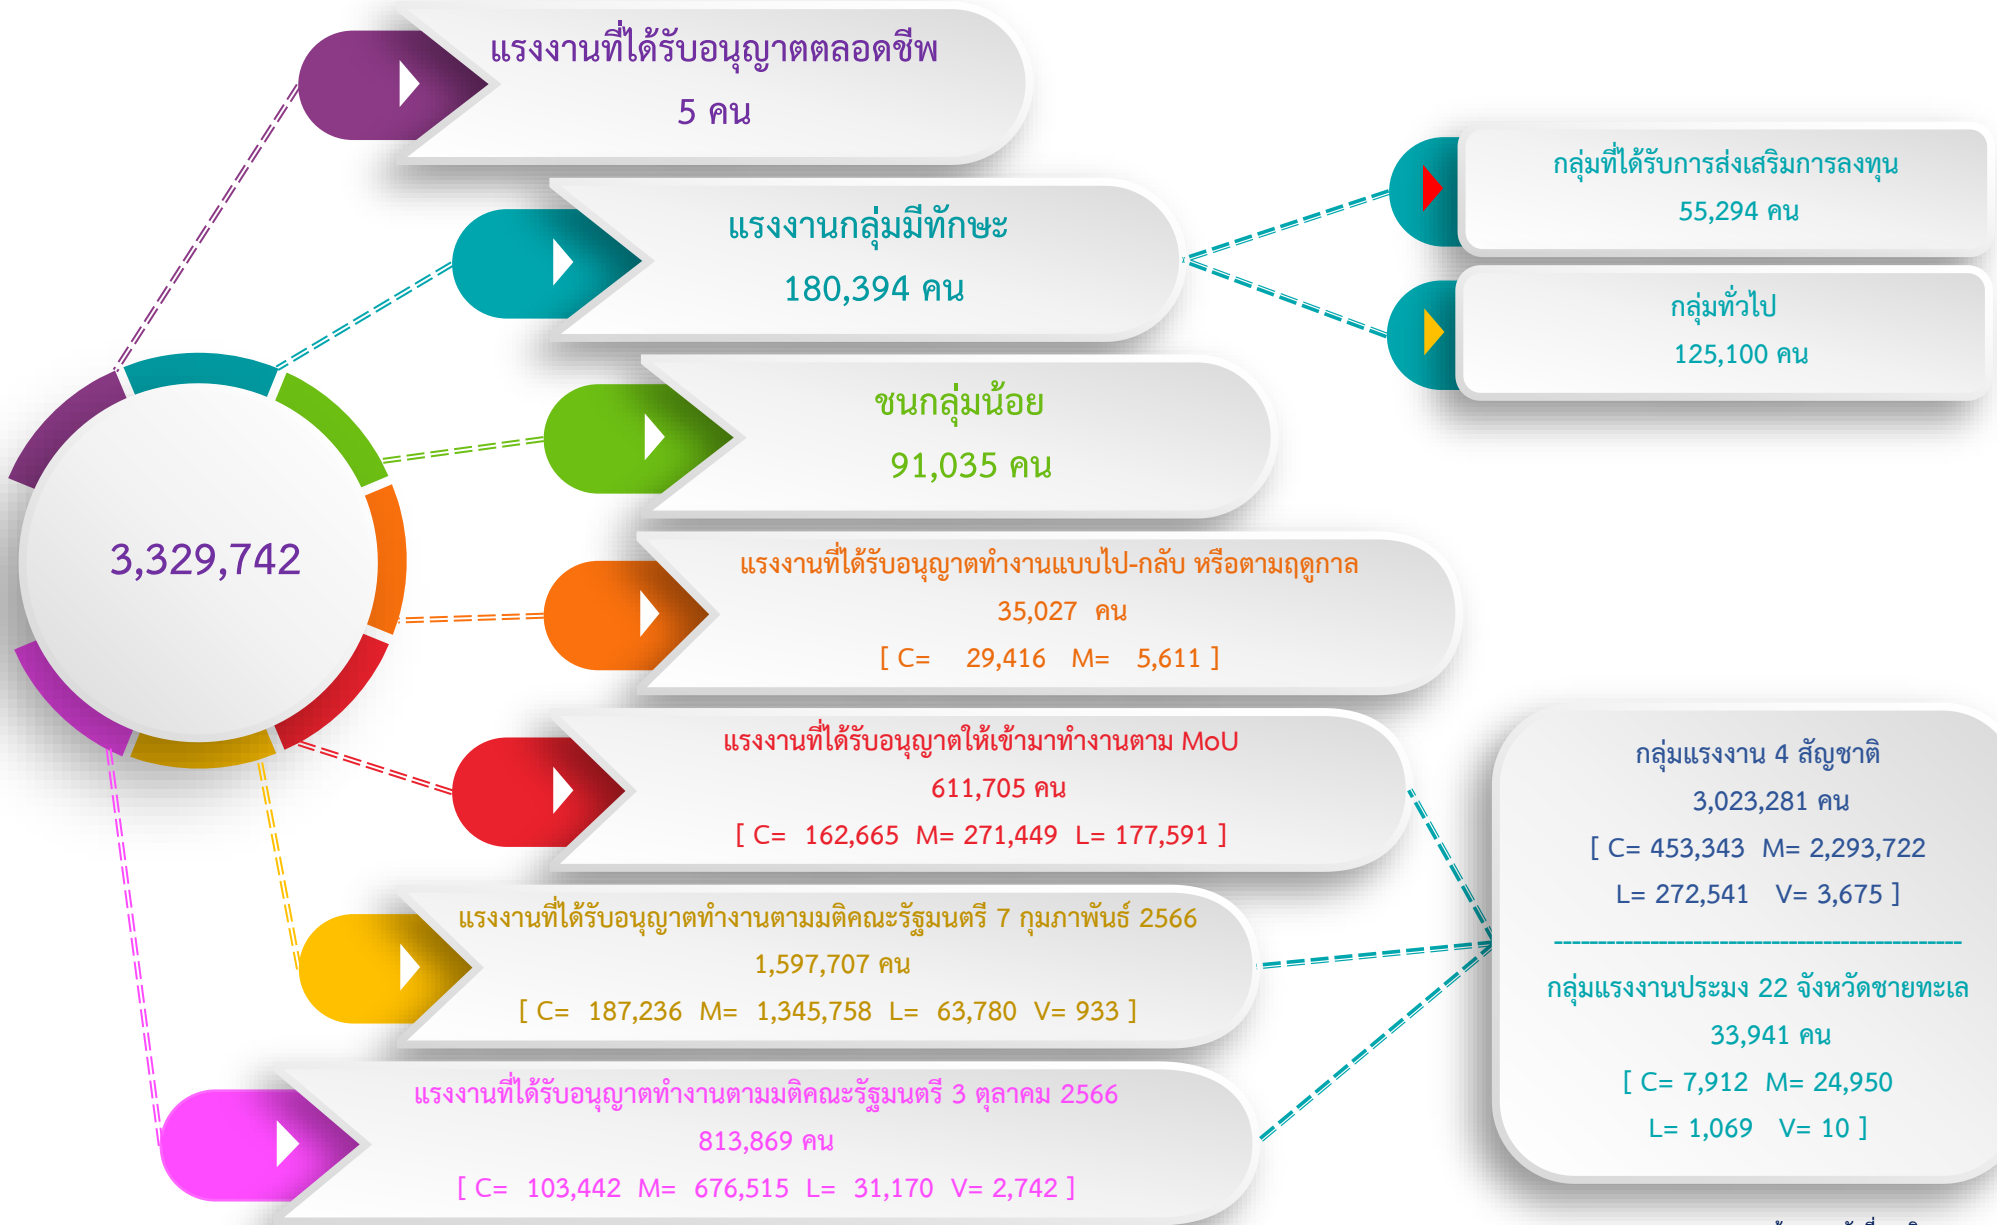 แรงงานที่ได้รับอนุญาตตลอดชีพ
5 คน
แรงงานกลุ่มมีทักษะ
180,394 คน
กลุ่มที่ได้รับการส่งเสริมการลงทุน
55,294 คน
กลุ่มทั่วไป
125,100 คน
ชนกลุ่มน้อย
91,035 คน
3,329,742
แรงงานที่ได้รับอนุญาตทำงานแบบไป-กลับ หรือตามฤดูกาล
35,027 คน
[ C= 29,416 M= 5,611 ]
แรงงานที่ได้รับอนุญาตให้เข้ามาทำงานตาม MoU
611,705 คน
[ C= 162,665 M= 271,449 L= 177,591 ]
แรงงานที่ได้รับอนุญาตทำงานตามมติคณะรัฐมนตรี 7 กุมภาพันธ์ 2566
1,597,707 คน
[ C= 187,236 M= 1,345,758 L= 63,780 V= 933 ]
แรงงานที่ได้รับอนุญาตทำงานตามมติคณะรัฐมนตรี 3 ตุลาคม 2566
813,869 คน
[ C= 103,442 M= 676,515 L= 31,170 V= 2,742 ]
กลุ่มแรงงาน 4 สัญชาติ
3,023,281 คน
[ C= 453,343 M= 2,293,722
L= 272,541 V= 3,675 ]
กลุ่มแรงงานประมง 22 จังหวัดชายทะเล
33,941 คน
[ C= 7,912 M= 24,950
L= 1,069 V= 10 ]